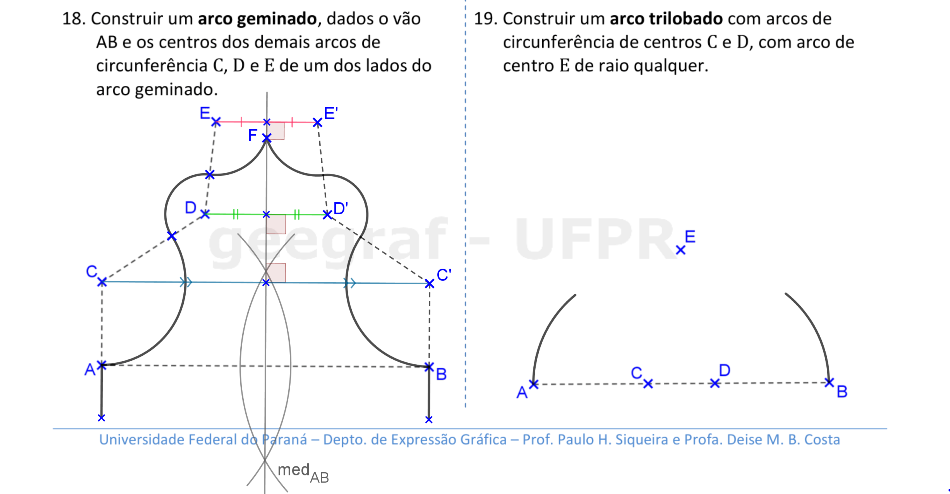 18. Construir um arco geminado, dados o vão
AB e os centros dos demais arcos de
circunferência C, D e E de um dos lados do
arco geminado.
E
E'
F
D
D'
C
C'
A
B
med AB
19. Construir um arco trilobado com arcos de
circunferência de centros C e D, com arco de
centro E de raio qualquer.
E
C
D
A
B
geegraf - UFPR
Universidade Federal do Paraná – Depto. de Expressão Gráfica – Prof. Paulo H. Siqueira e Profa. Deise M. B. Costa